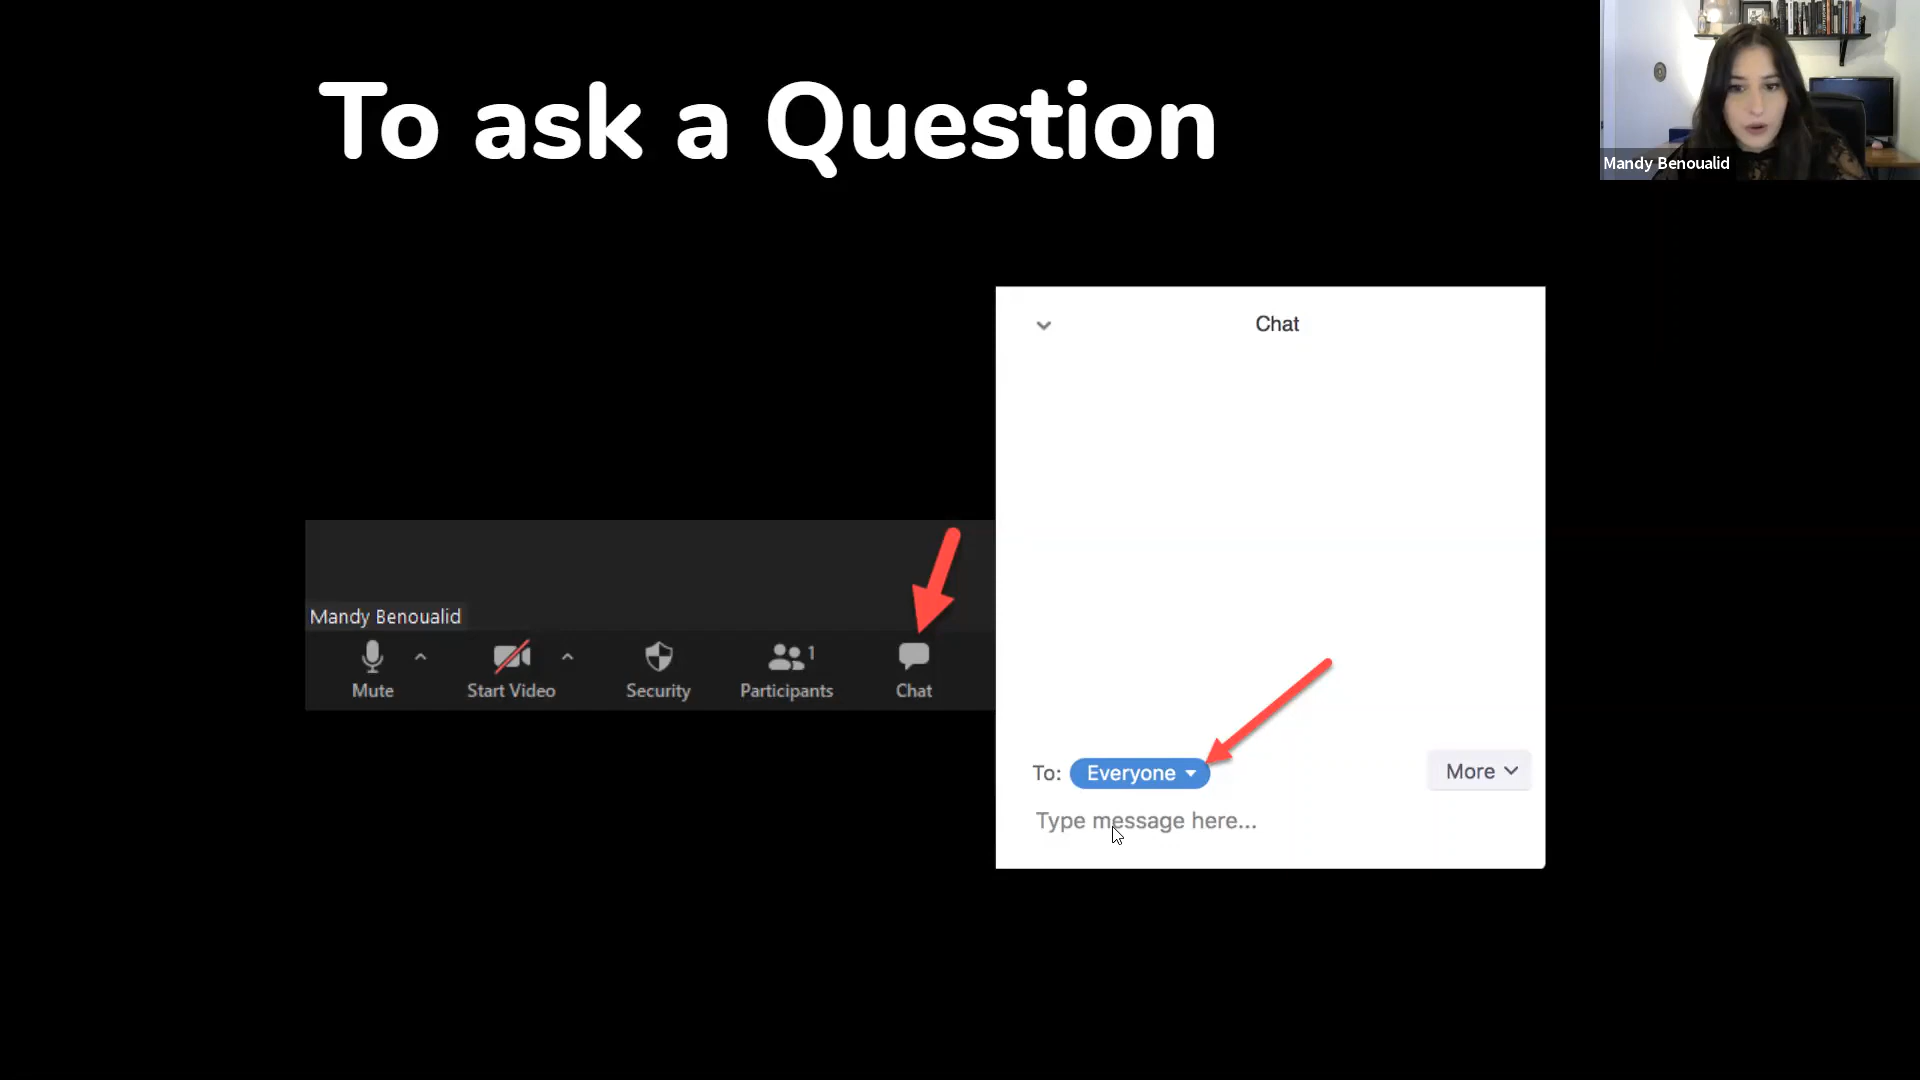 To ask a Question
Mandy Benoualid
Chat
Mandy Benoualid
Mute
Start Video
Security
Participants
1
Chat
To: Everyone
More
Type message here...